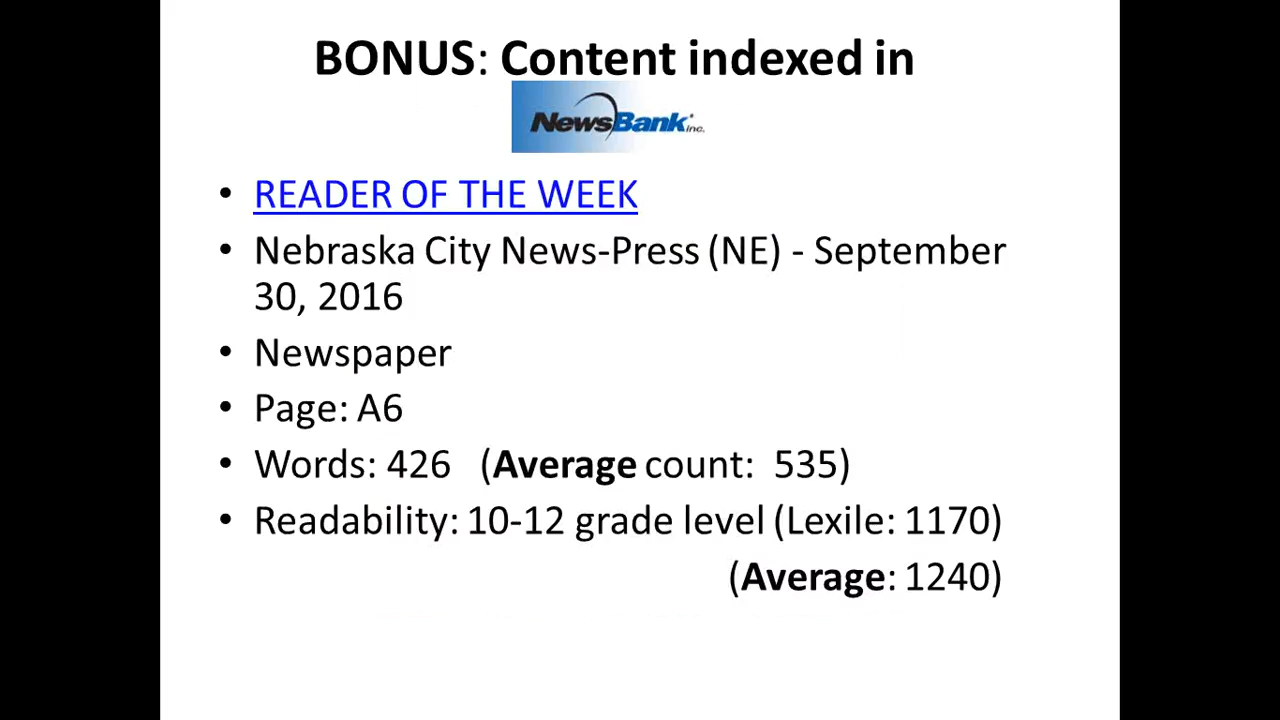 BONUS: Content indexed in
NewsBank inc.
• READER OF THE WEEK
• Nebraska City News-Press (NE) - September
30, 2016
• Newspaper
• Page: A6
• Words: 426 (Average count: 535)
• Readability: 10-12 grade level (Lexile: 1170)
(Average: 1240)